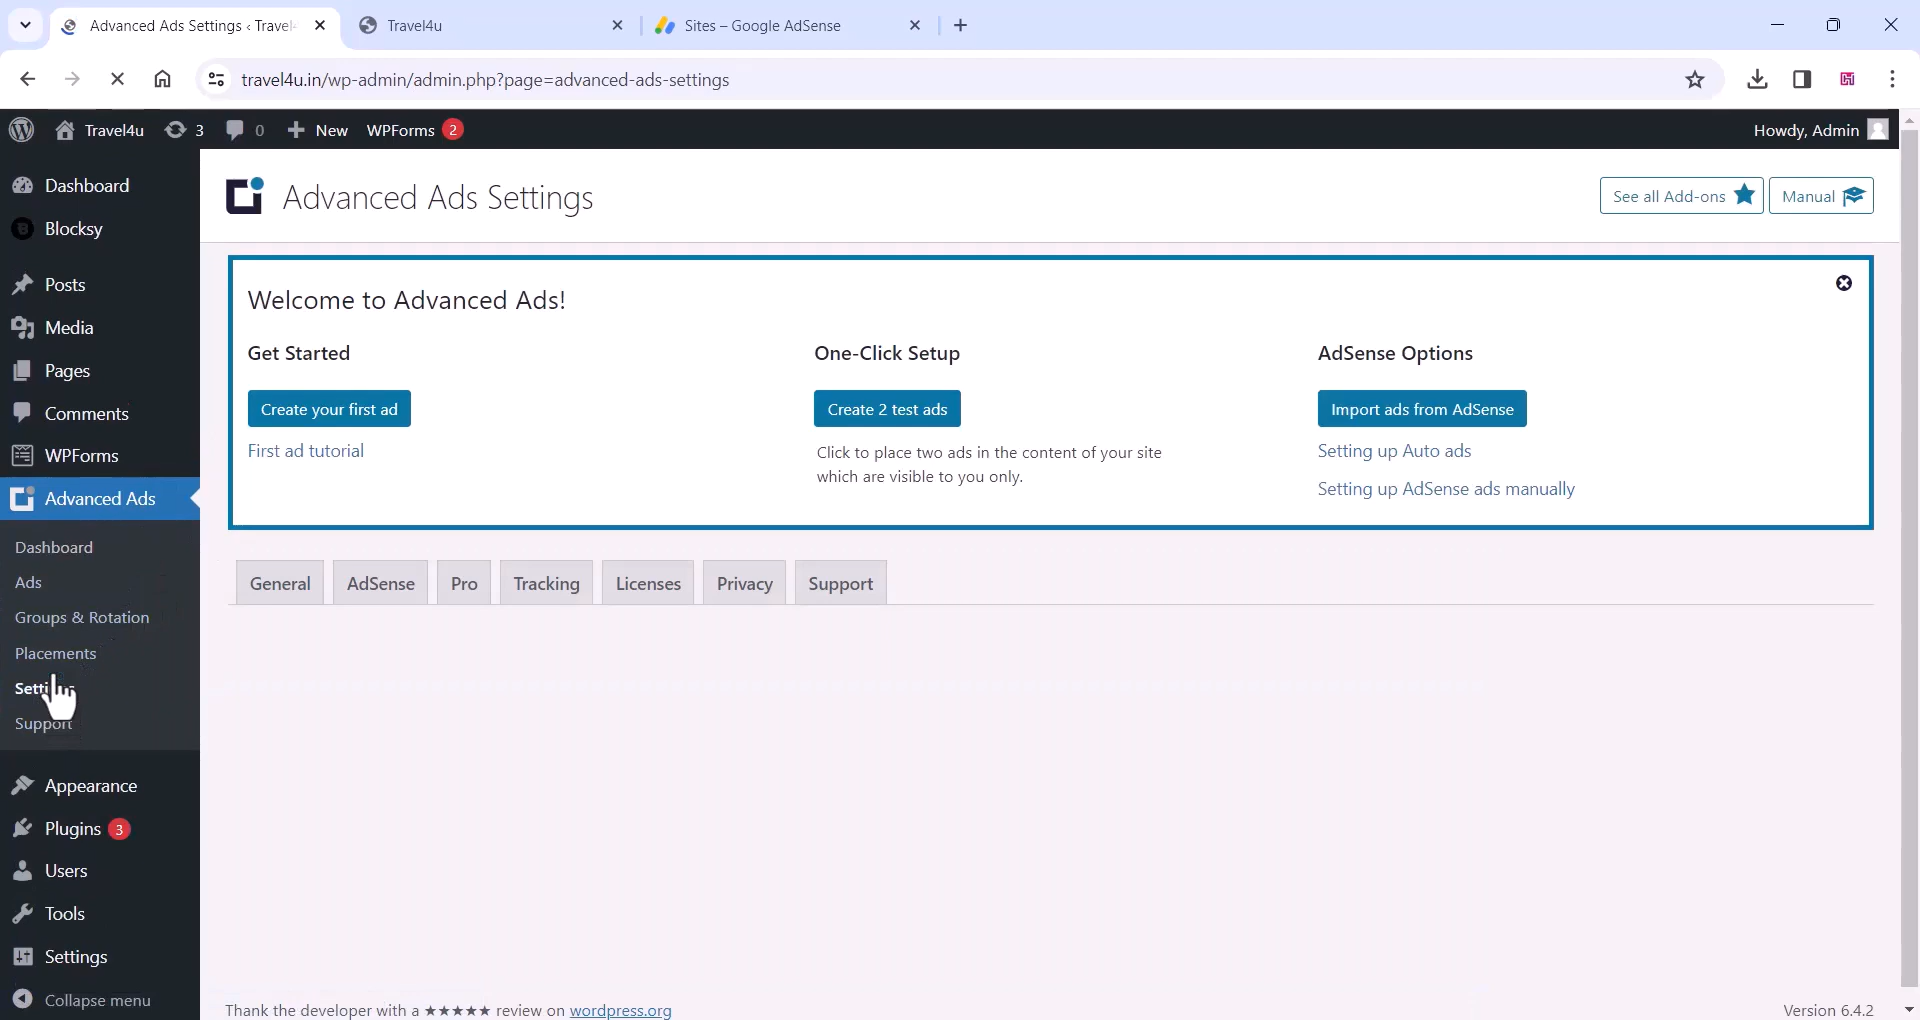 Advanced Ads Settings ‹ Travel
Travel4u
Sites – Google AdSense
travel4u.in/wp-admin/admin.php?page=advanced-ads-settings
Travel4u
3
0
New
WPForms 2
Howdy, Admin
Dashboard
Blocksy
Posts
Media
Pages
Comments
WPForms
Advanced Ads
Dashboard
Ads
Groups & Rotation
Placements
Support
Appearance
Plugins 3
Users
Tools
Settings
Collapse menu
Advanced Ads Settings
See all Add-ons
Manual
Welcome to Advanced Ads!
Get Started
Create your first ad
First ad tutorial
One-Click Setup
Create 2 test ads
Click to place two ads in the content of your site
which are visible to you only.
AdSense Options
Import ads from AdSense
Setting up Auto ads
Setting up AdSense ads manually
General
AdSense
Pro
Tracking
Licenses
Privacy
Support
Thank the developer with a ★★★★★ review on wordpress.org
Version 6.4.2